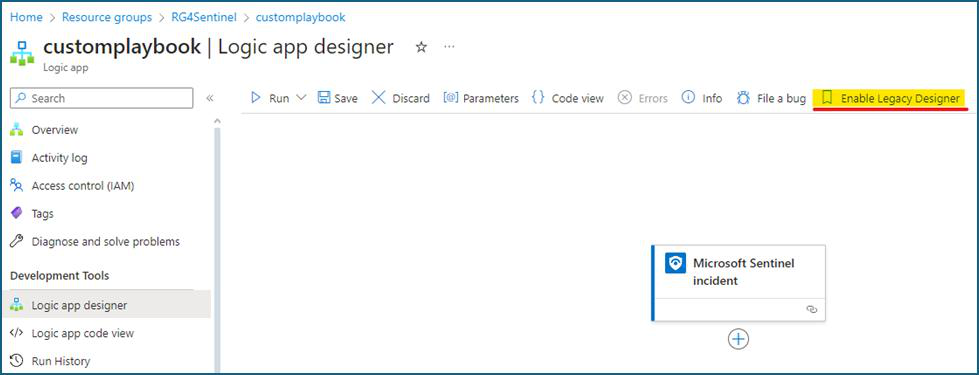 Home > Resource groups > RG4Sentinel > customplaybook
customplaybook | Logic app designer
Logic app
Search
Run Save Discard Parameters Code view Errors Info File a bug Enable Legacy Designer
Overview
Activity log
Access control (IAM)
Tags
Diagnose and solve problems
Development Tools
Logic app designer
Logic app code view
Run History
Microsoft Sentinel
incident